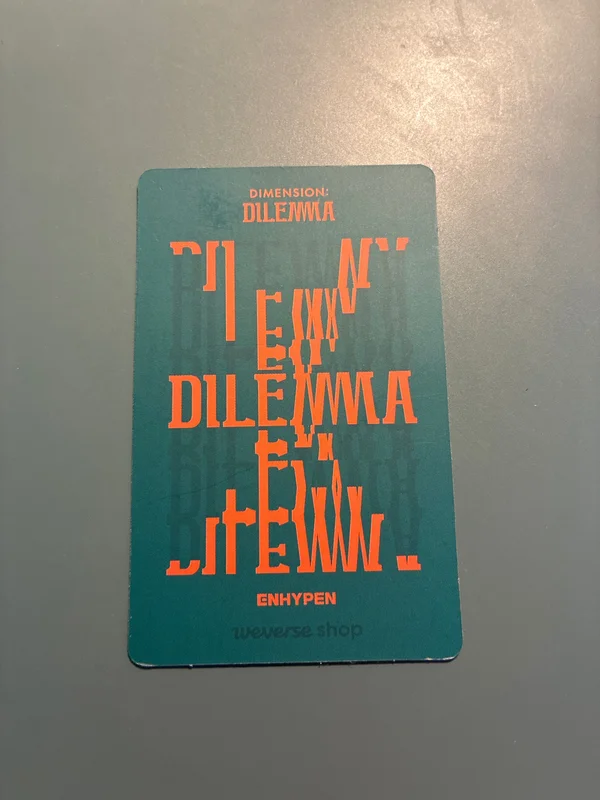 DIMENSION:
DILEMMA
DILEMMA
ENHYPEN
weverse shop